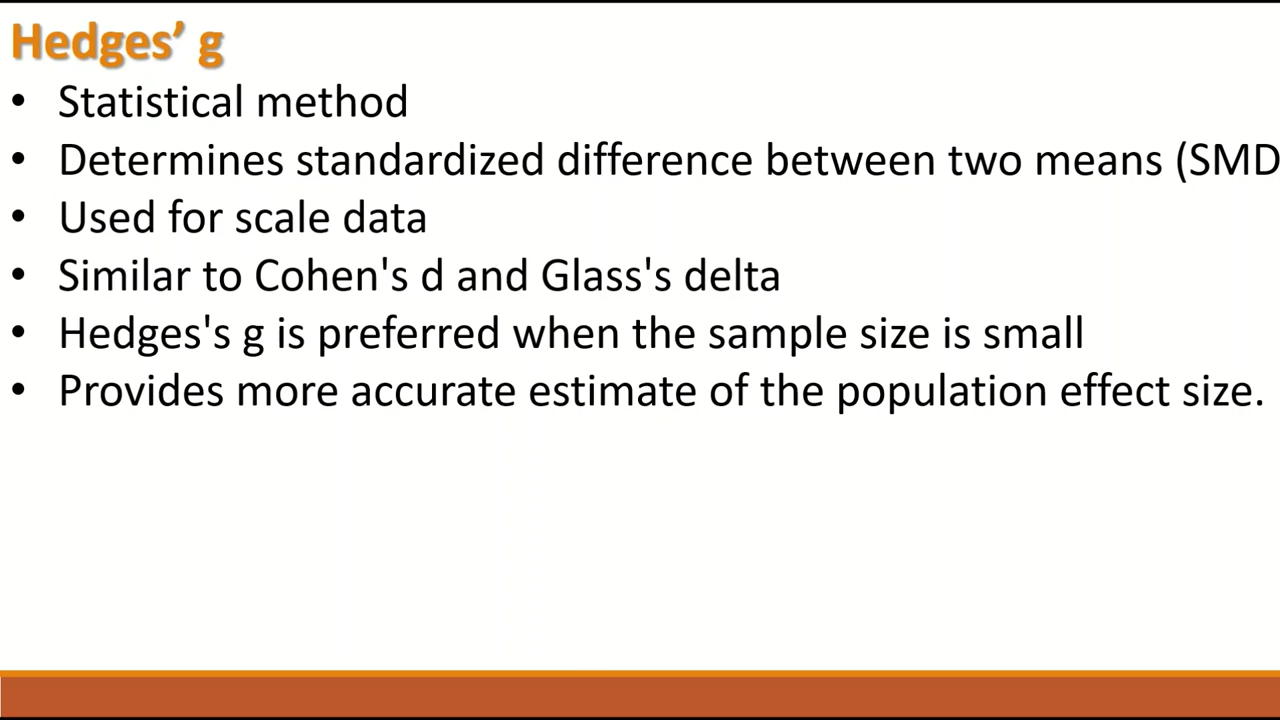 Hedges’ g
• Statistical method
• Determines standardized difference between two means (SMD
• Used for scale data
• Similar to Cohen's d and Glass's delta
• Hedges's g is preferred when the sample size is small
• Provides more accurate estimate of the population effect size.